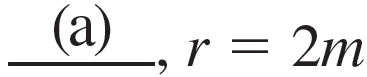 (a), r = 2m